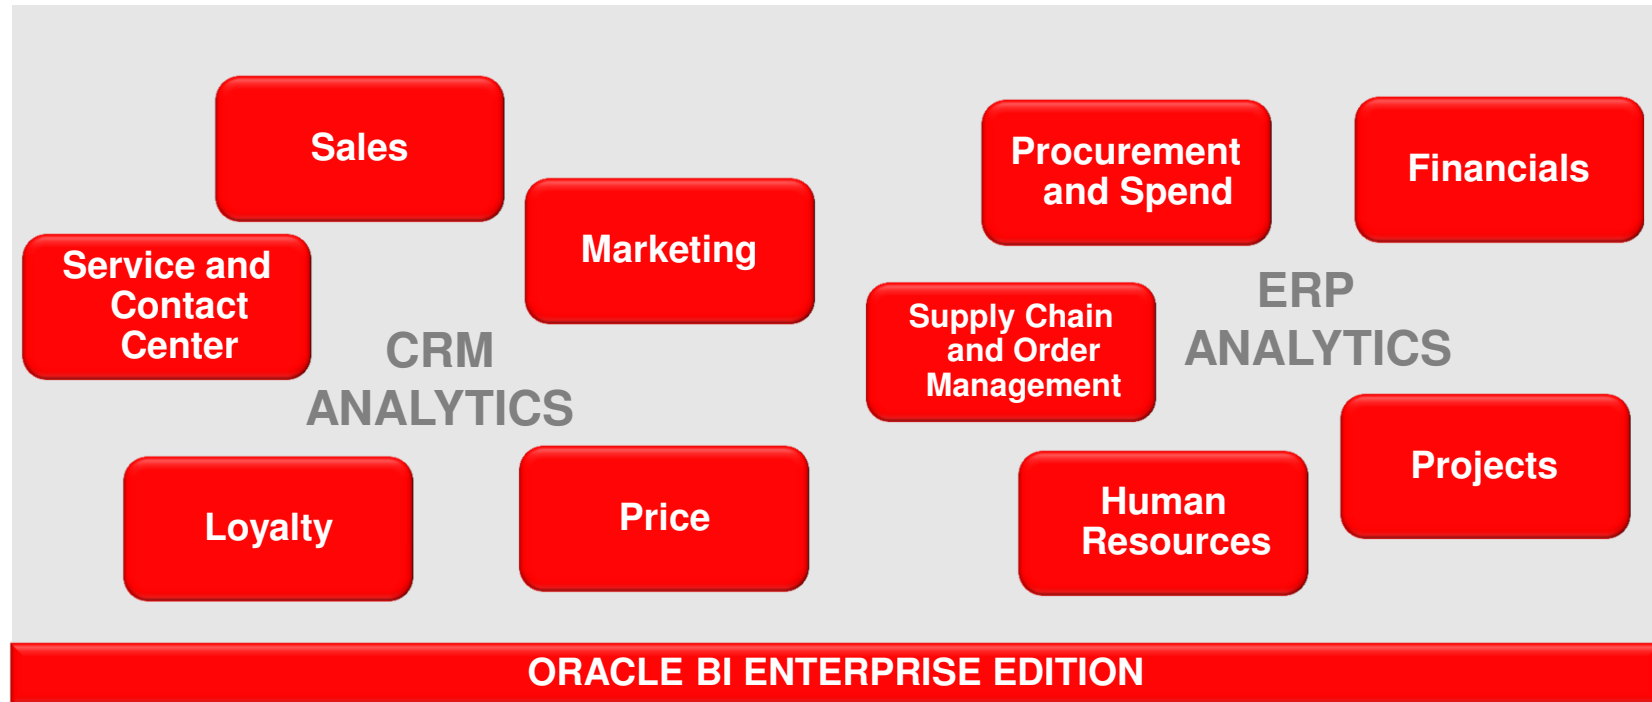 Sales
Marketing
Service and
Contact
Center
CRM
ANALYTICS
Loyalty
Price
Procurement
and Spend
Financials
Supply Chain
and Order
Management
ERP
ANALYTICS
Human
Resources
Projects
ORACLE BI ENTERPRISE EDITION